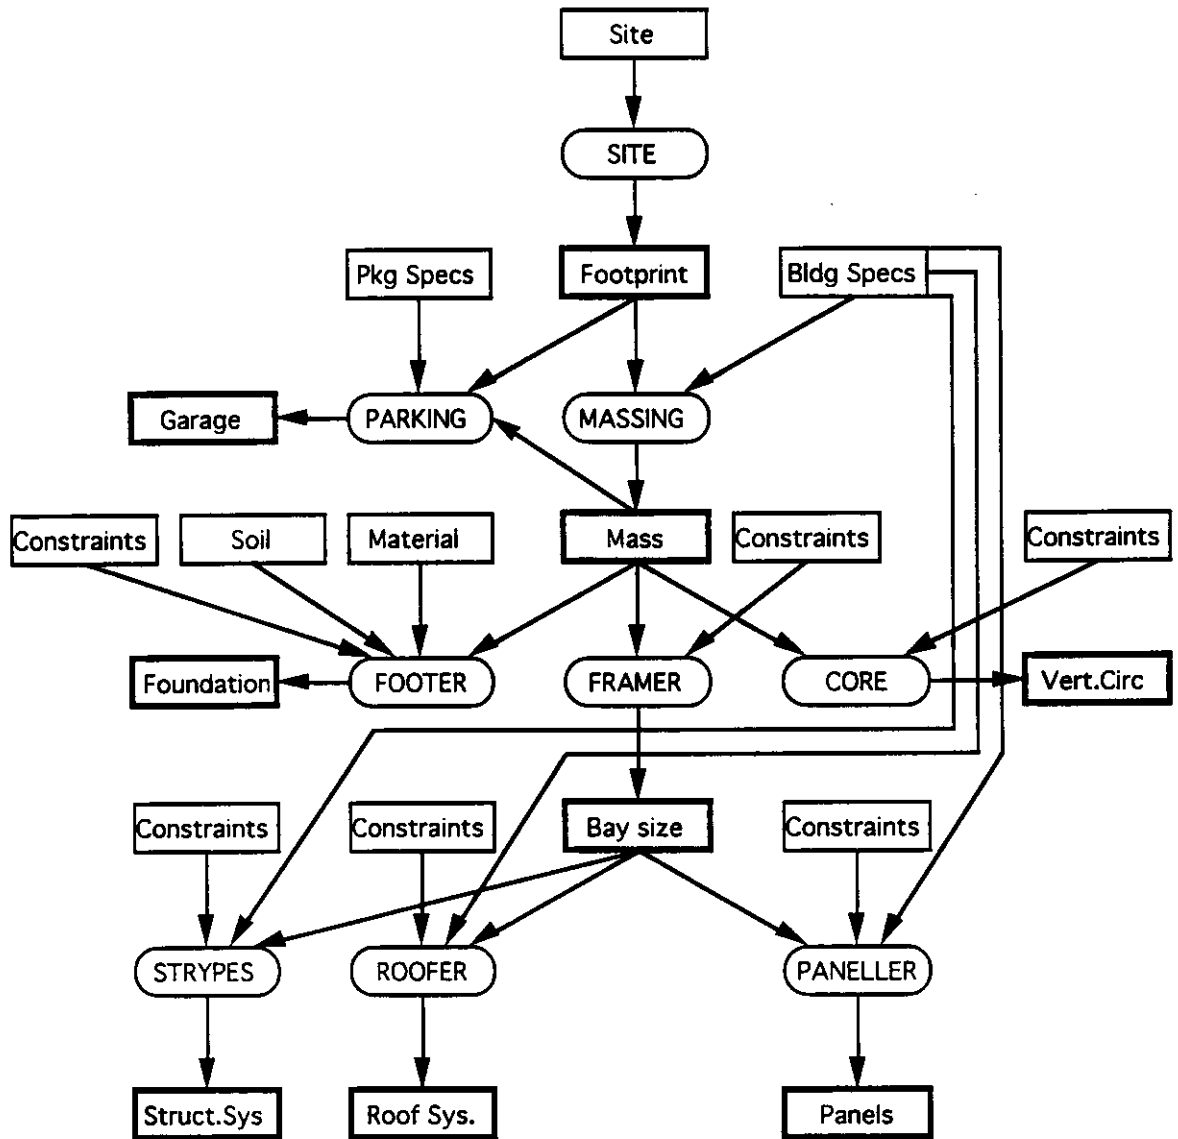 Site
SITE
Pkg Specs
Footprint
Bldg Specs
Garage
PARKING
MASSING
Constraints
Soil
Material
Mass
Constraints
Constraints
Foundation
FOOTER
FRAMER
CORE
Vert.Circ
Constraints
Constraints
Bay size
Constraints
STRYPES
ROOFER
PANELLER
Struct.Sys
Roof Sys.
Panels